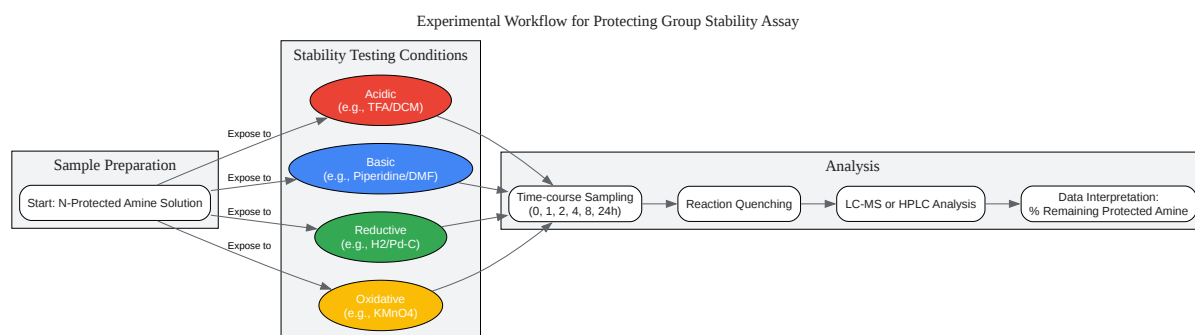 Experimental Workflow for Protecting Group Stability Assay
Stability Testing Conditions
Acidic
(e.g., TFA/DCM)
Expose to
Sample Preparation
Analysis
Basic
(e.g., Piperidine/DMF)
Expose to
Start: N-Protected Amine Solution
Time-course Sampling
(0, 1, 2, 4, 8, 24h)
Reaction Quenching
LC-MS or HPLC Analysis
Data Interpretation:
% Remaining Protected Amine
Expose to
Reductive
(e.g., H2/Pd-C)
Expose to
Oxidative
(e.g., KMnO4)